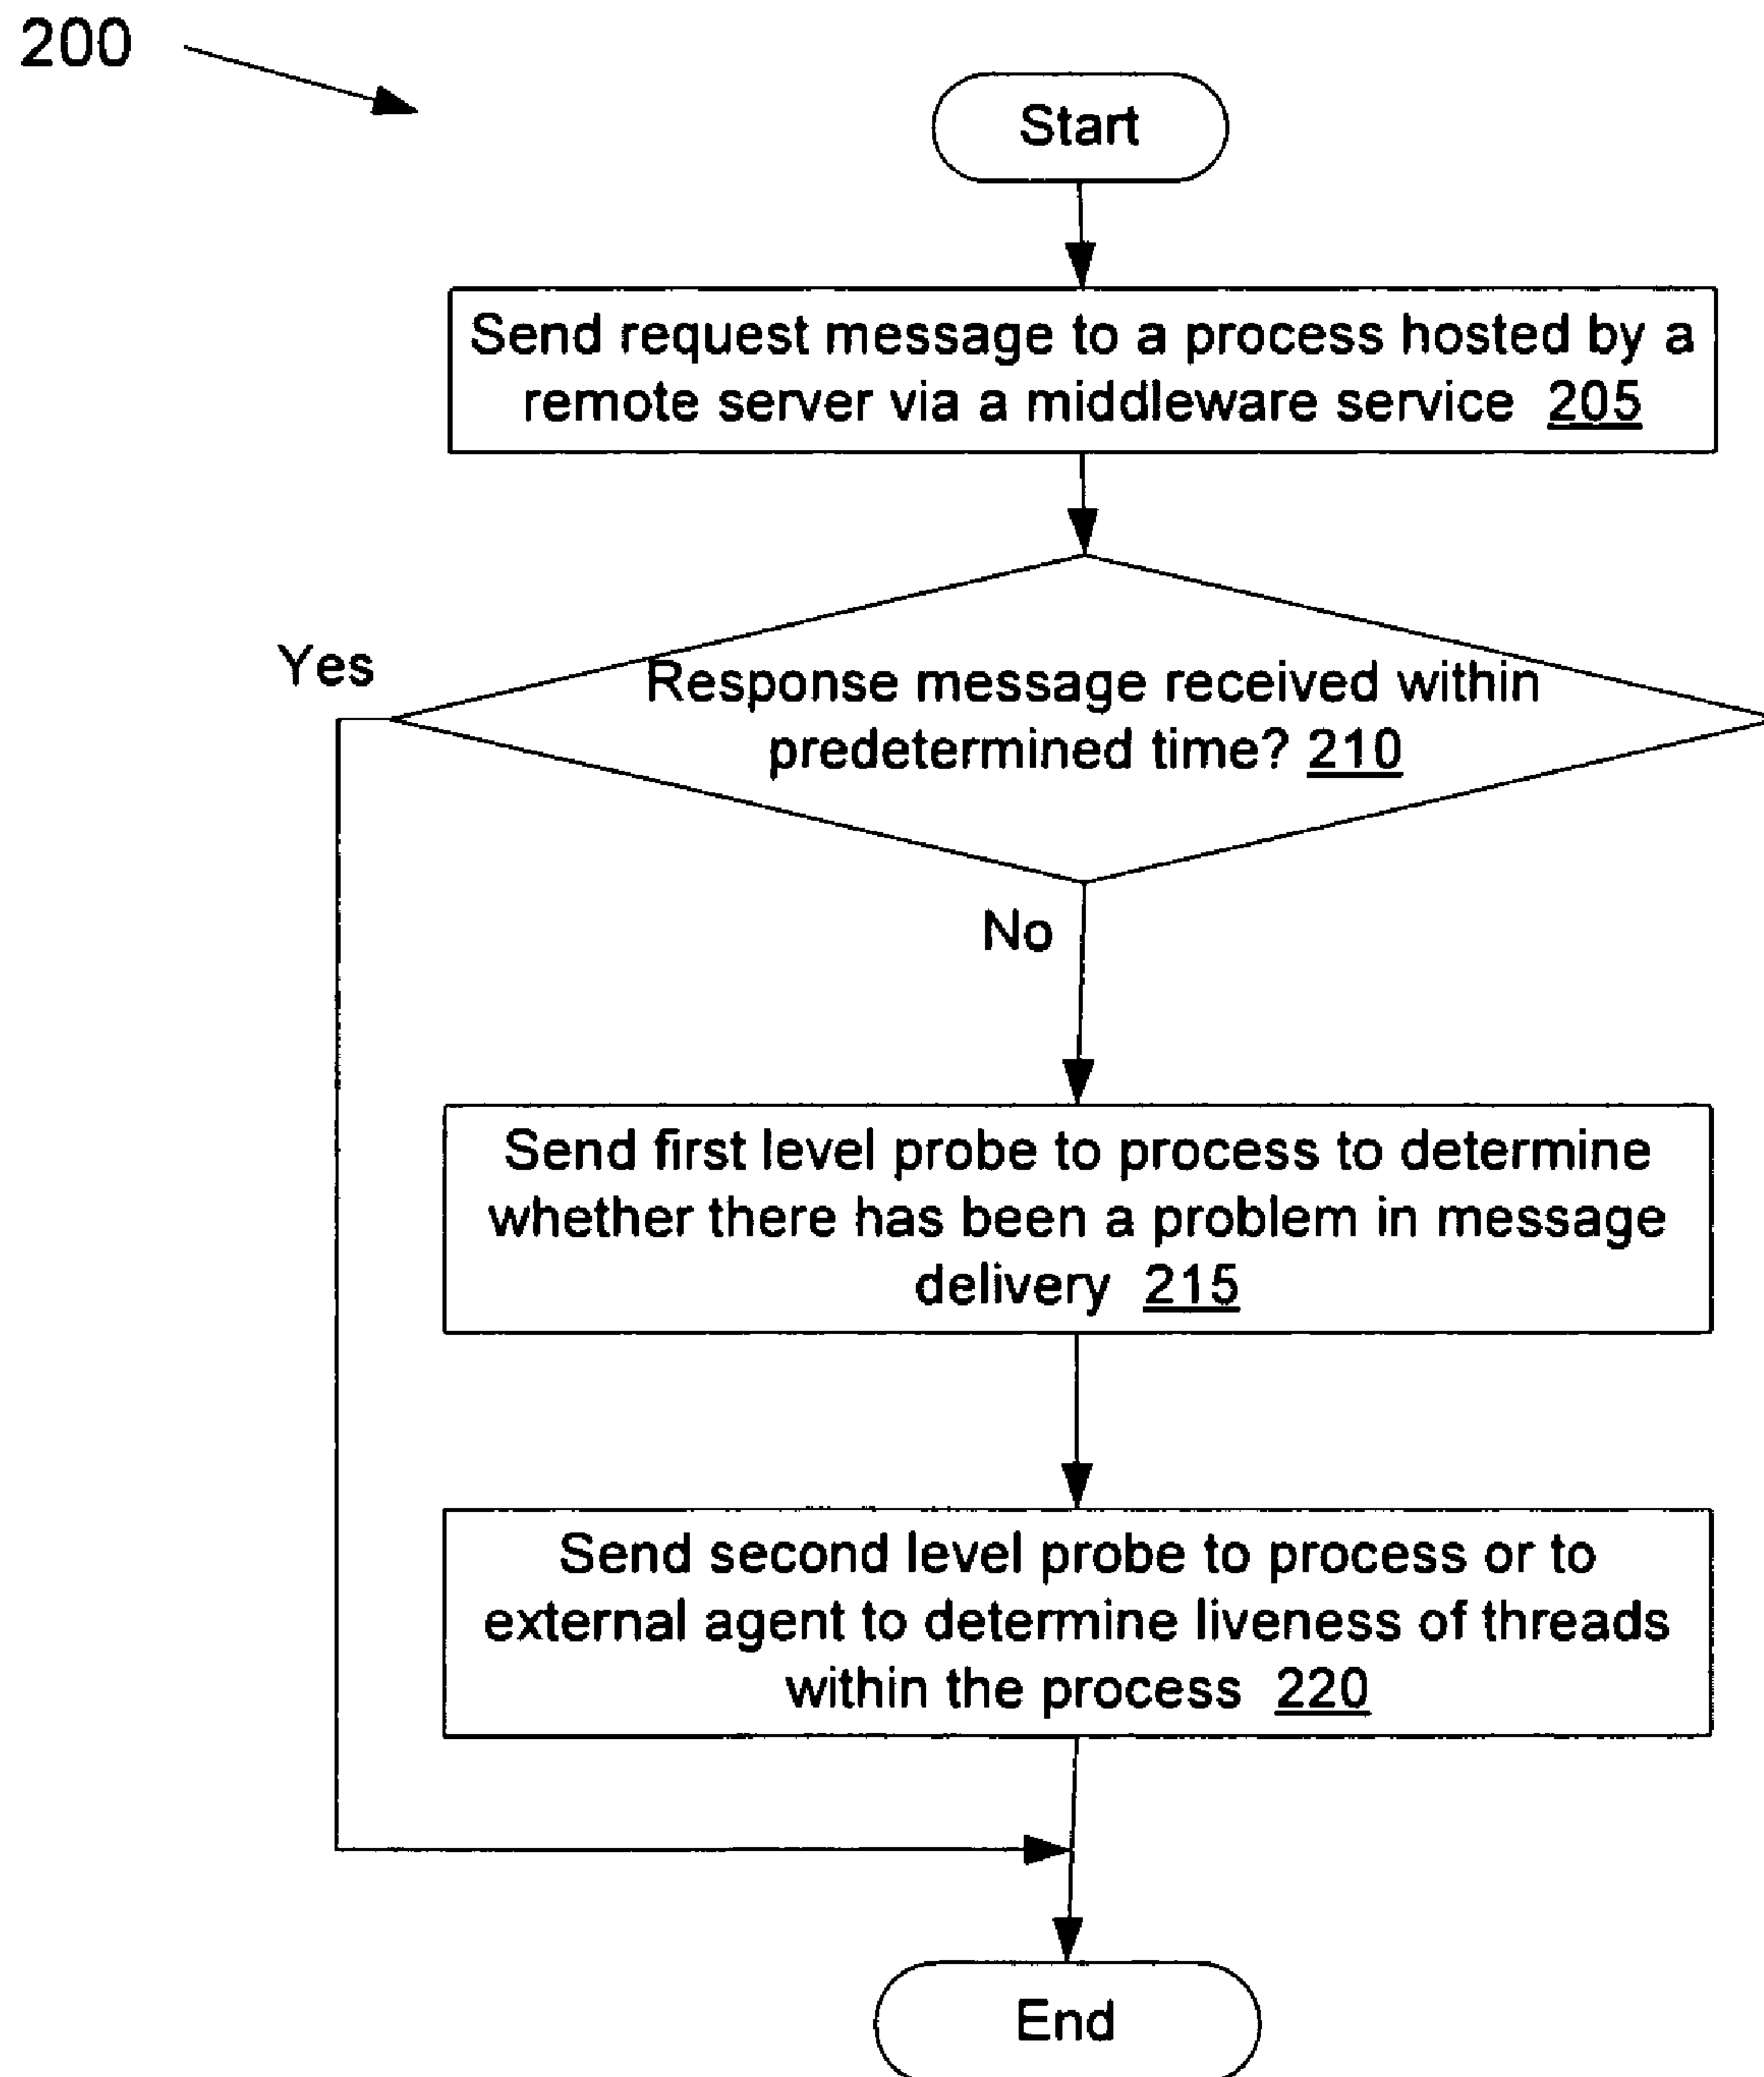 200
Start
Send request message to a process hosted by a
remote server via a middleware service 205
Yes
Response message received within
predetermined time? 210
No
Send first level probe to process to determine
whether there has been a problem in message
delivery 215
Send second level probe to process or to
external agent to determine liveness of threads
within the process 220
End